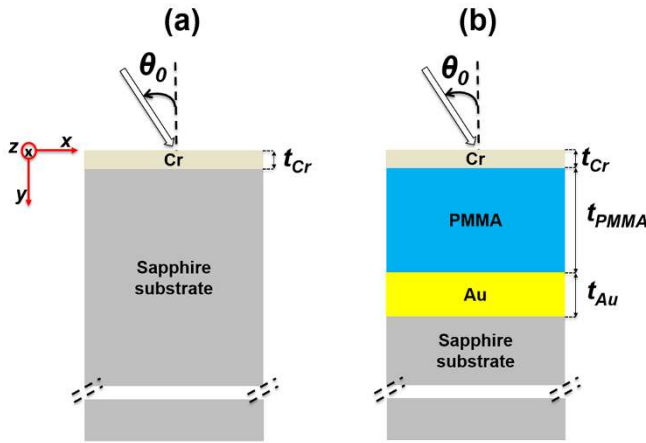 (a)
θ0
z x x
y
Cr
tCr
Sapphire
substrate
(b)
θ0
Cr
tCr
PMMA
tPMMA
Au
tAu
Sapphire
substrate